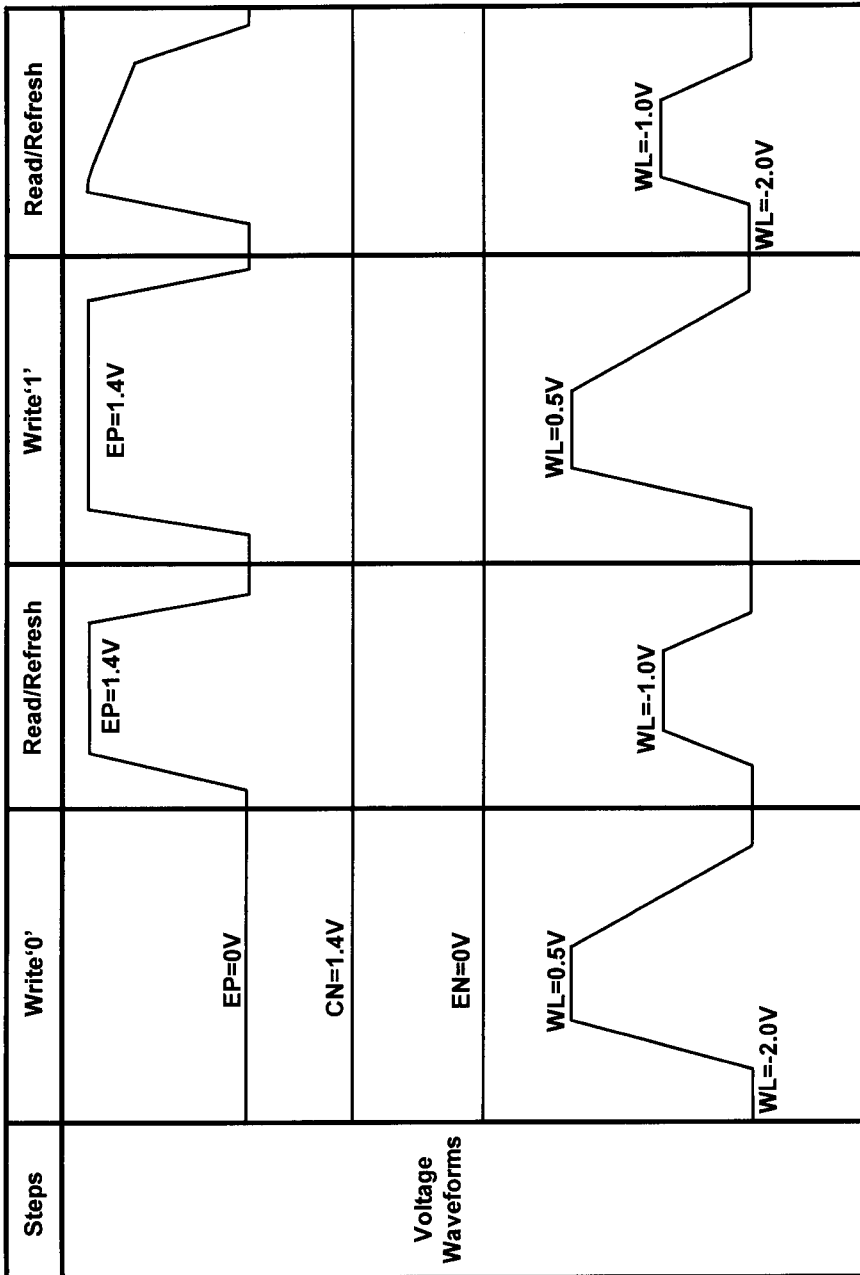 Steps
Write‘0’
Read/Refresh
Write‘1’
Read/Refresh
Voltage
Waveforms
EP=0V
EP=1.4V
EP=1.4V
CN=1.4V
EN=0V
WL=0.5V
WL=-1.0V
WL=0.5V
WL=-1.0V
WL=-2.0V
WL=-2.0V